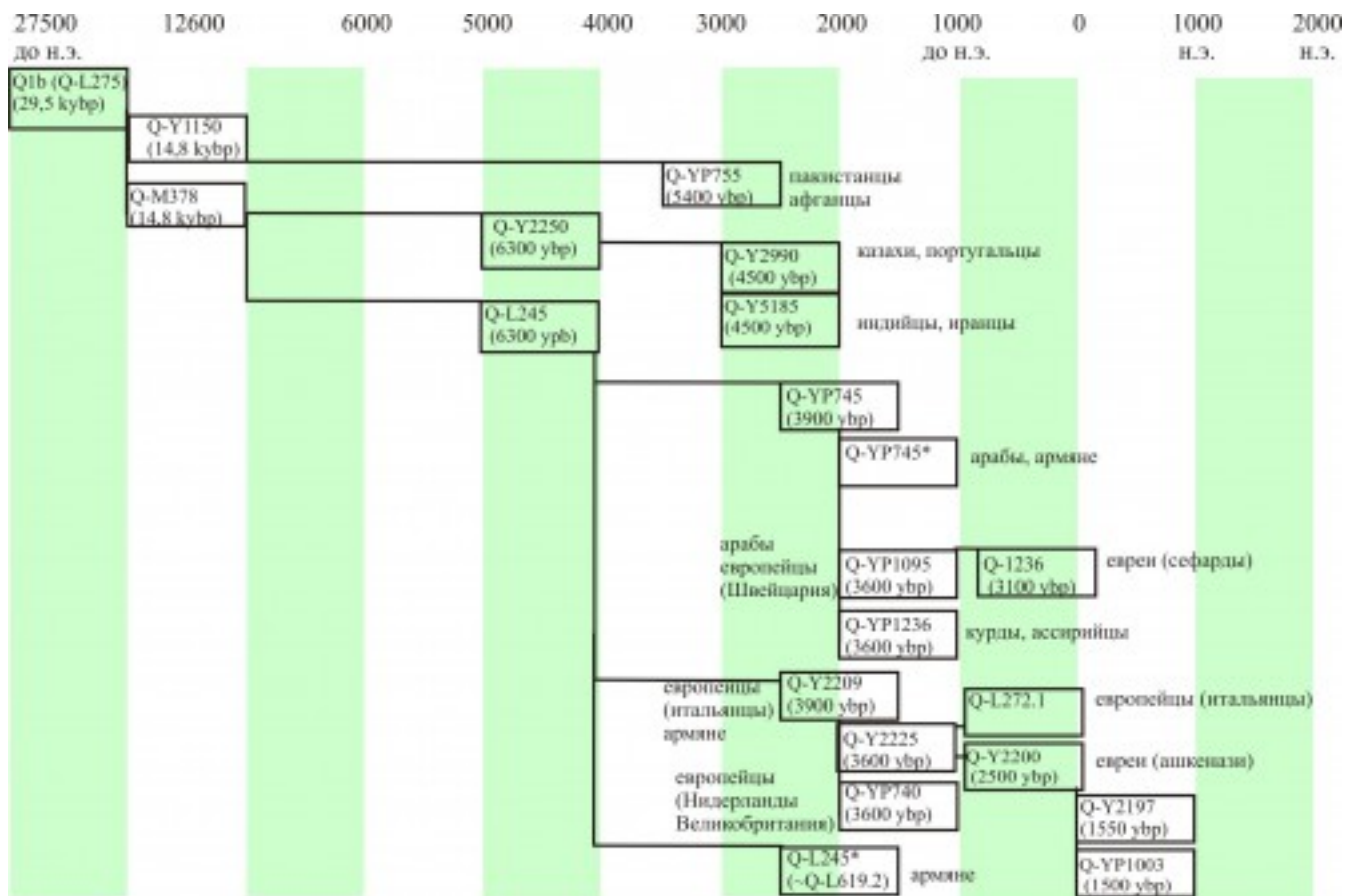 27500 12600 6000 5000 4000 3000 2000 1000 0 1000 2000
до н.э. до н.э. н.э. н.э.
Q1b (Q-L275)
(29,5 kybp)
Q-Y1150
(14,8 kybp)
Q-M378
(14,8 kybp)
Q-YP755
(5400 ybp)
пакистанцы
афганцы
Q-Y2250
(6300 ybp)
Q-Y2990
(4500 ybp)
казахи, португальцы
Q-Y5185
(4500 ybp)
индийцы, иранцы
Q-L245
(6300 ypb)
Q-YP745
(3900 ybp)
Q-YP745*
арабы, армяне
арабы
европейцы
(Швейцария)
Q-YP1095
(3600 ybp)
Q-1236
(3100 ybp)
евреи (сефарды)
Q-YP1236
(3600 ybp)
курды, ассирийцы
европейцы
(итальянцы)
армяне
Q-Y2209
(3900 ybp)
Q-L272.1
европейцы (итальянцы)
Q-Y2225
(3600 ybp)
Q-Y2200
(2500 ybp)
евреи (ашкенази)
европейцы
(Нидерланды
Великобритания)
Q-YP740
(3600 ybp)
Q-Y2197
(1550 ybp)
Q-L245*
(~Q-L619.2)
армяне
Q-YP1003
(1500 ybp)